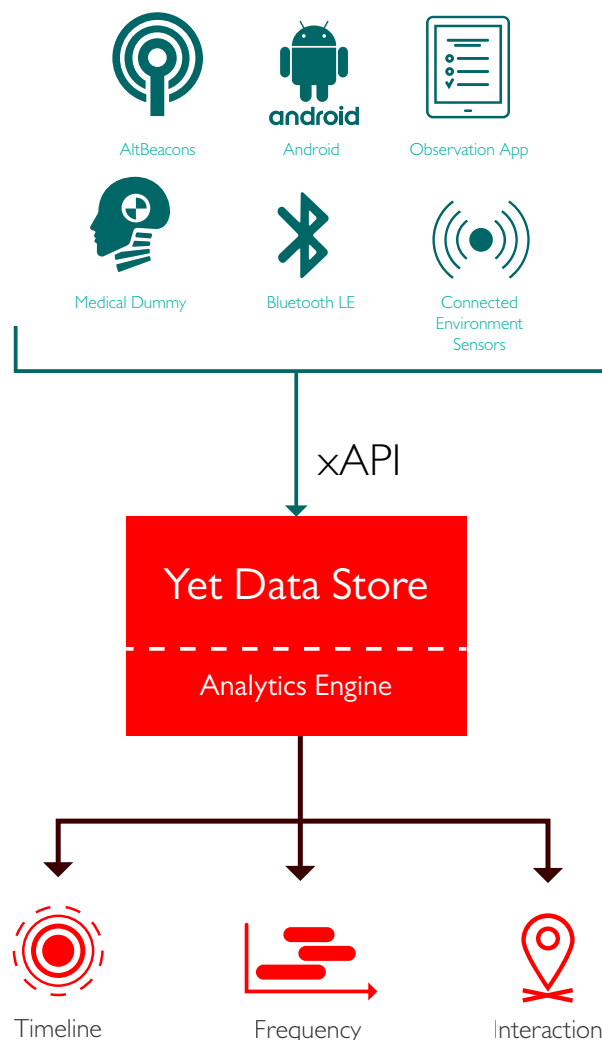 android
AltBeacons
Android
Observation App
Medical Dummy
Bluetooth LE
Connected
Environment
Sensors
xAPI
Yet Data Store
Analytics Engine
Timeline
Frequency
Interaction